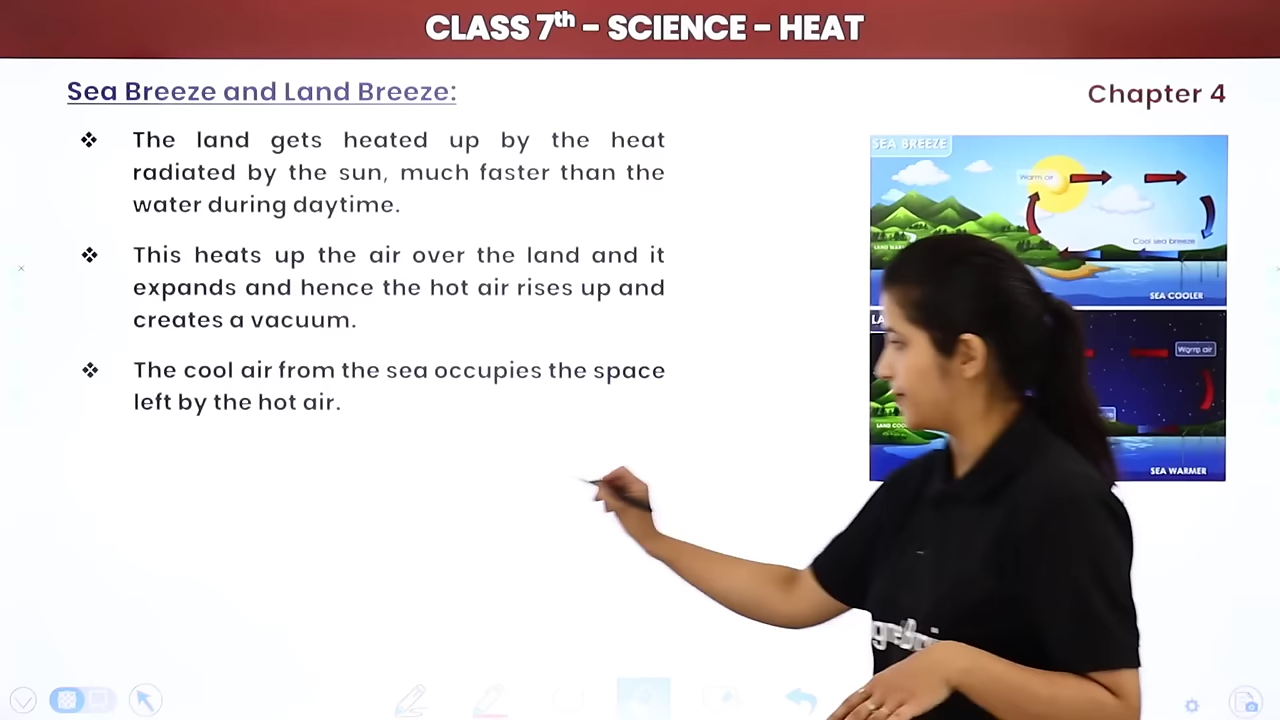 CLASS 7th - SCIENCE - HEAT
Sea Breeze and Land Breeze:
Chapter 4
❖ The land gets heated up by the heat
radiated by the sun, much faster than the
water during daytime.
❖ This heats up the air over the land and it
expands and hence the hot air rises up and
creates a vacuum.
❖ The cool air from the sea occupies the space
left by the hot air.
SEA BREEZE
Warm air
Cool sea breeze
SEA COOLER
Warm air
SEA WARMER